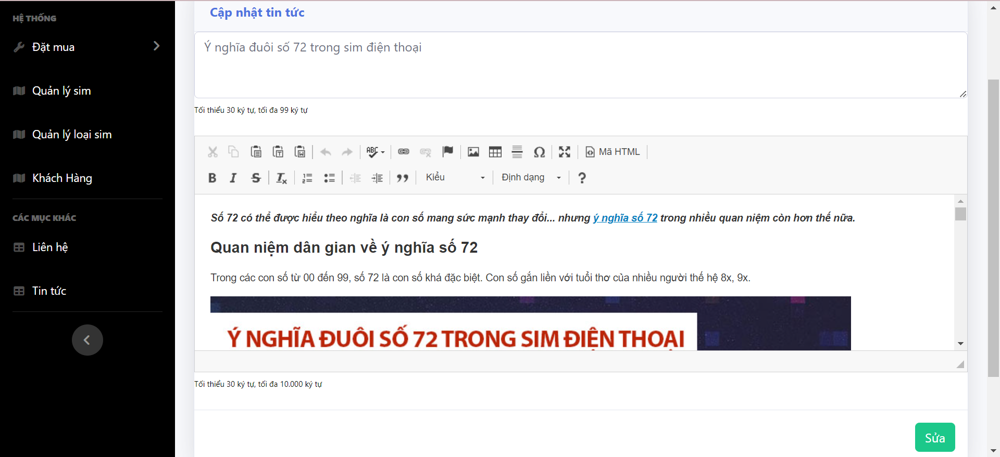 HỆ THỐNG
Đặt mua
Quản lý sim
Quản lý loại sim
Khách Hàng
CÁC MỤC KHÁC
Liên hệ
Tin tức
Cập nhật tin tức
Ý nghĩa đuôi số 72 trong sim điện thoại
Tối thiểu 30 ký tự, tối đa 99 ký tự
ABC
Mã HTML
Kiểu
Định dạng
Số 72 có thể được hiểu theo nghĩa là con số mang sức mạnh thay đổi... nhưng ý nghĩa số 72 trong nhiều quan niệm còn hơn thế nữa.
Quan niệm dân gian về ý nghĩa số 72
Trong các con số từ 00 đến 99, số 72 là con số khá đặc biệt. Con số gắn liền với tuổi thơ của nhiều người thế hệ 8x, 9x.
Ý NGHĨA ĐUÔI SỐ 72 TRONG SIM ĐIỆN THOẠI
Tối thiểu 30 ký tự, tối đa 10.000 ký tự
Sửa